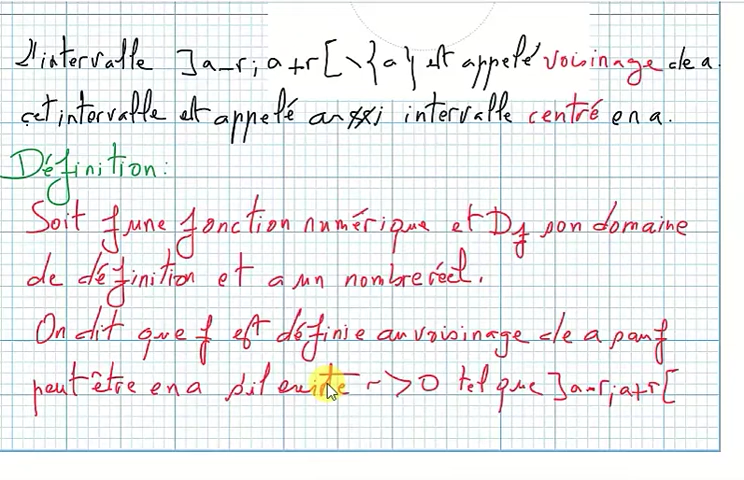 L'intervalle ]a-r; a+r[ \ {a} est appelé voisinage de a.
cet intervalle est appelé aussi intervalle centré en a.
Définition:
Soit f une fonction numérique et Df son domaine
de définition et a un nombre réel.
On dit que f est définie au voisinage de a sauf
peut être en a s'il existe r > 0 tel que ]a-r; a+r[